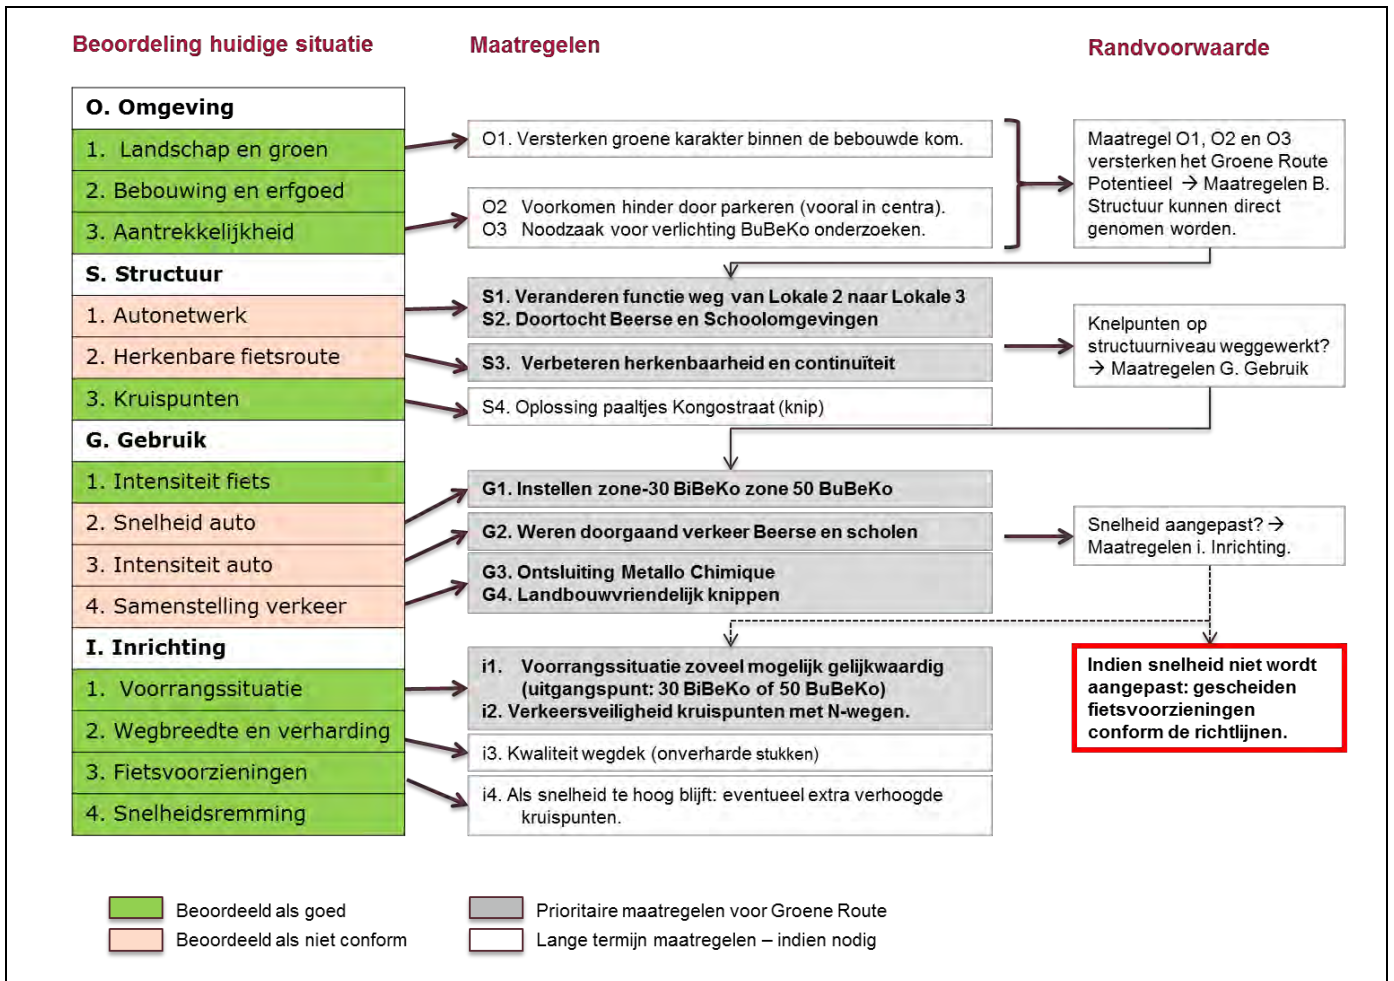 Beoordeling huidige situatie
Maatregelen
Randvoorwaarde
O. Omgeving
1. Landschap en groen
2. Bebouwing en erfgoed
3. Aantrekkelijkheid
S. Structuur
1. Autonetwerk
2. Herkenbare fietsroute
3. Kruispunten
G. Gebruik
1. Intensiteit fiets
2. Snelheid auto
3. Intensiteit auto
4. Samenstelling verkeer
I. Inrichting
1. Voorrangssituatie
2. Wegbreedte en verharding
3. Fietsvoorzieningen
4. Snelheidsremming
O1. Versterken groene karakter binnen de bebouwde kom.
O2 Voorkomen hinder door parkeren (vooral in centra).
O3 Noodzaak voor verlichting BuBeKo onderzoeken.
S1. Veranderen functie weg van Lokale 2 naar Lokale 3
S2. Doortocht Beerse en Schoolomgevingen
S3. Verbeteren herkenbaarheid en continuïteit
S4. Oplossing paaltjes Kongostraat (knip)
G1. Instellen zone-30 BiBeKo zone 50 BuBeKo
G2. Weren doorgaand verkeer Beerse en scholen
G3. Ontsluiting Metallo Chimique
G4. Landbouwvriendelijk knippen
i1. Voorrangssituatie zoveel mogelijk gelijkwaardig
(uitgangspunt: 30 BiBeKo of 50 BuBeKo)
i2. Verkeersveiligheid kruispunten met N-wegen.
i3. Kwaliteit wegdek (onverharde stukken)
i4. Als snelheid te hoog blijft: eventueel extra verhoogde
kruispunten.
Maatregel O1, O2 en O3
versterken het Groene Route
Potentieel → Maatregelen B.
Structuur kunnen direct
genomen worden.
Knelpunten op
structuurniveau weggewerkt?
→ Maatregelen G. Gebruik
Snelheid aangepast? →
Maatregelen i. Inrichting.
Indien snelheid niet wordt
aangepast: gescheiden
fietsvoorzieningen
conform de richtlijnen.
Beoordeeld als goed
Beoordeeld als niet conform
Prioritaire maatregelen voor Groene Route
Lange termijn maatregelen – indien nodig